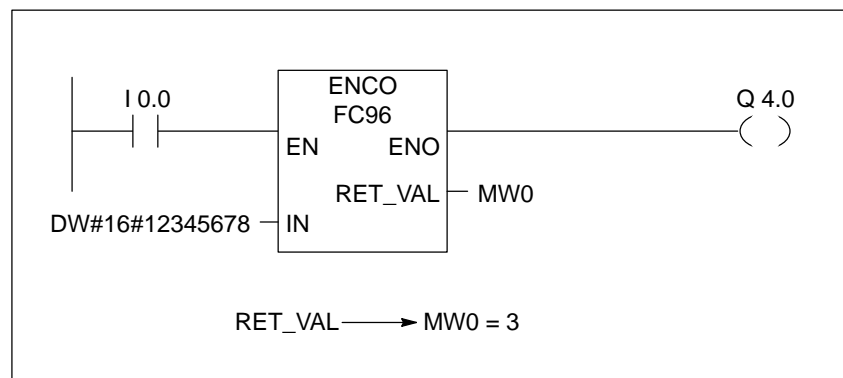 I 0.0
ENCO
FC96
Q 4.0
EN
ENO
RET_VAL
MW0
DW#16#12345678
IN
RET_VAL MW0 = 3